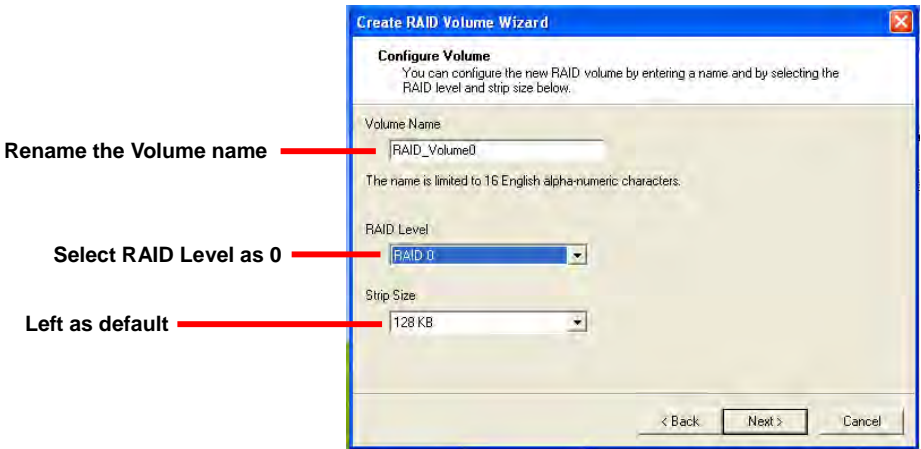 Create RAID Volume Wizard
Configure Volume
You can configure the new RAID volume by entering a name and by selecting the
RAID level and strip size below.
Volume Name
Rename the Volume name
RAID_Volume0
The name is limited to 16 English alpha-numeric characters.
RAID Level
Select RAID Level as 0
RAID 0
Strip Size
Left as default
128 KB
< Back
Next >
Cancel